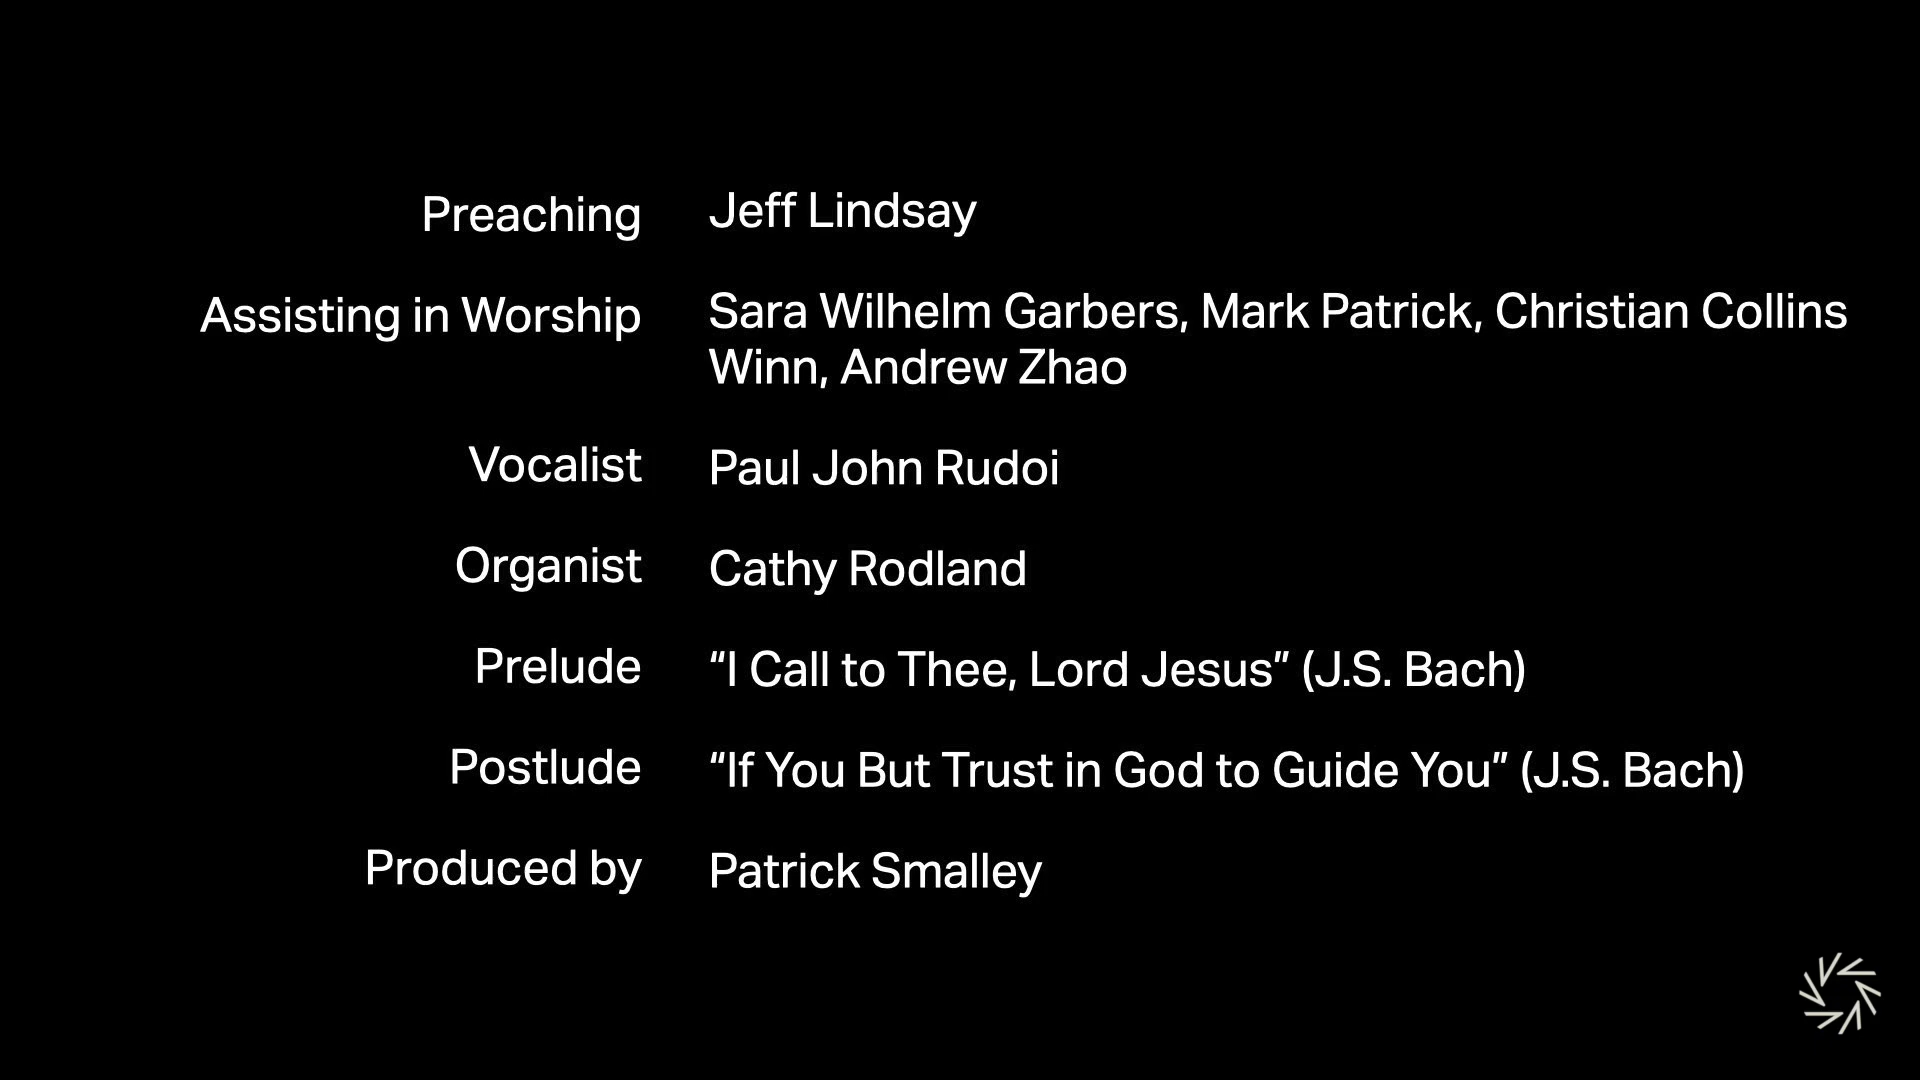 Preaching Jeff Lindsay
Assisting in Worship Sara Wilhelm Garbers, Mark Patrick, Christian Collins
Winn, Andrew Zhao
Vocalist Paul John Rudoi
Organist Cathy Rodland
Prelude “I Call to Thee, Lord Jesus” (J.S. Bach)
Postlude “If You But Trust in God to Guide You” (J.S. Bach)
Produced by Patrick Smalley